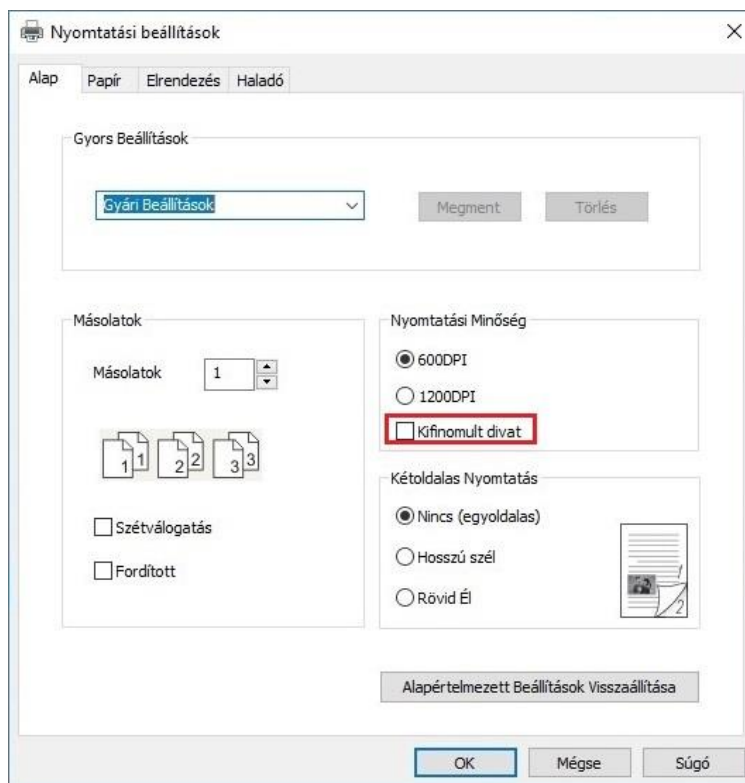 Nyomtatási beállítások
Alap Papír Elrendezés Haladó
Gyors Beállítások
Gyári Beállítások
Megment Törlés
Másolatok
Másolatok 1
1 1 2 2 3 3
Szétválogatás
Fordított
Nyomtatási Minőség
600DPI
1200DPI
Kifinomult divat
Kétoldalas Nyomtatás
Nincs (egyoldalas)
Hosszú szél
Rövid Él
1
2
Alapértelmezett Beállítások Visszaállítása
OK Mégse Súgó